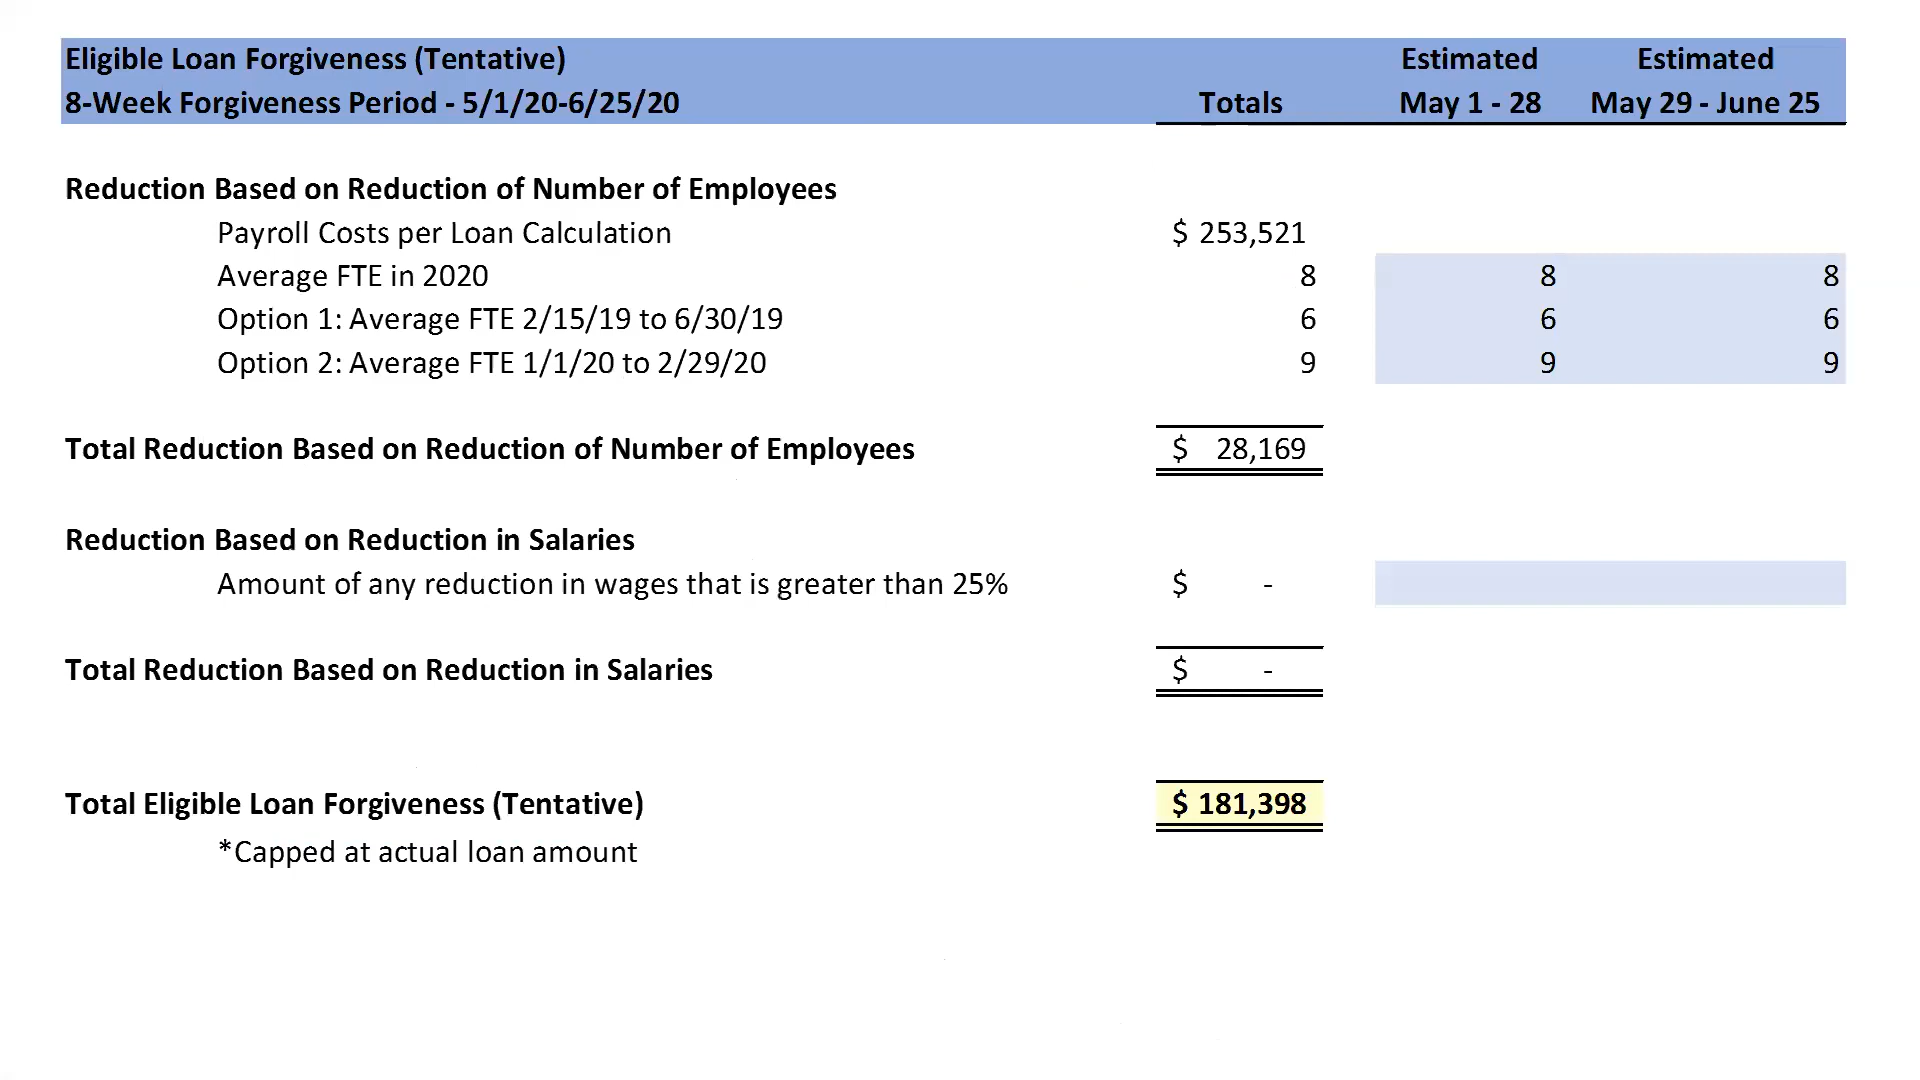 Eligible Loan Forgiveness (Tentative) Estimated Estimated
8-Week Forgiveness Period - 5/1/20-6/25/20 Totals May 1 - 28 May 29 - June 25
Reduction Based on Reduction of Number of Employees
Payroll Costs per Loan Calculation $ 253,521
Average FTE in 2020 8 8 8
Option 1: Average FTE 2/15/19 to 6/30/19 6 6 6
Option 2: Average FTE 1/1/20 to 2/29/20 9 9 9
Total Reduction Based on Reduction of Number of Employees $ 28,169
Reduction Based on Reduction in Salaries
Amount of any reduction in wages that is greater than 25% $ -
Total Reduction Based on Reduction in Salaries $ -
Total Eligible Loan Forgiveness (Tentative) $ 181,398
*Capped at actual loan amount